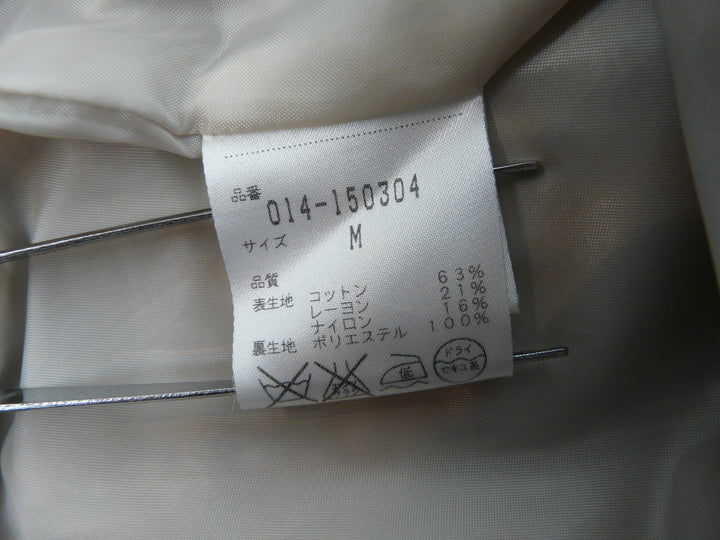 品番
014-150304
サイズ M
品質
表生地 コットン 63%
レーヨン 21%
ナイロン 16%
裏生地 ポリエステル 100%
低 ドライ
セキユ系